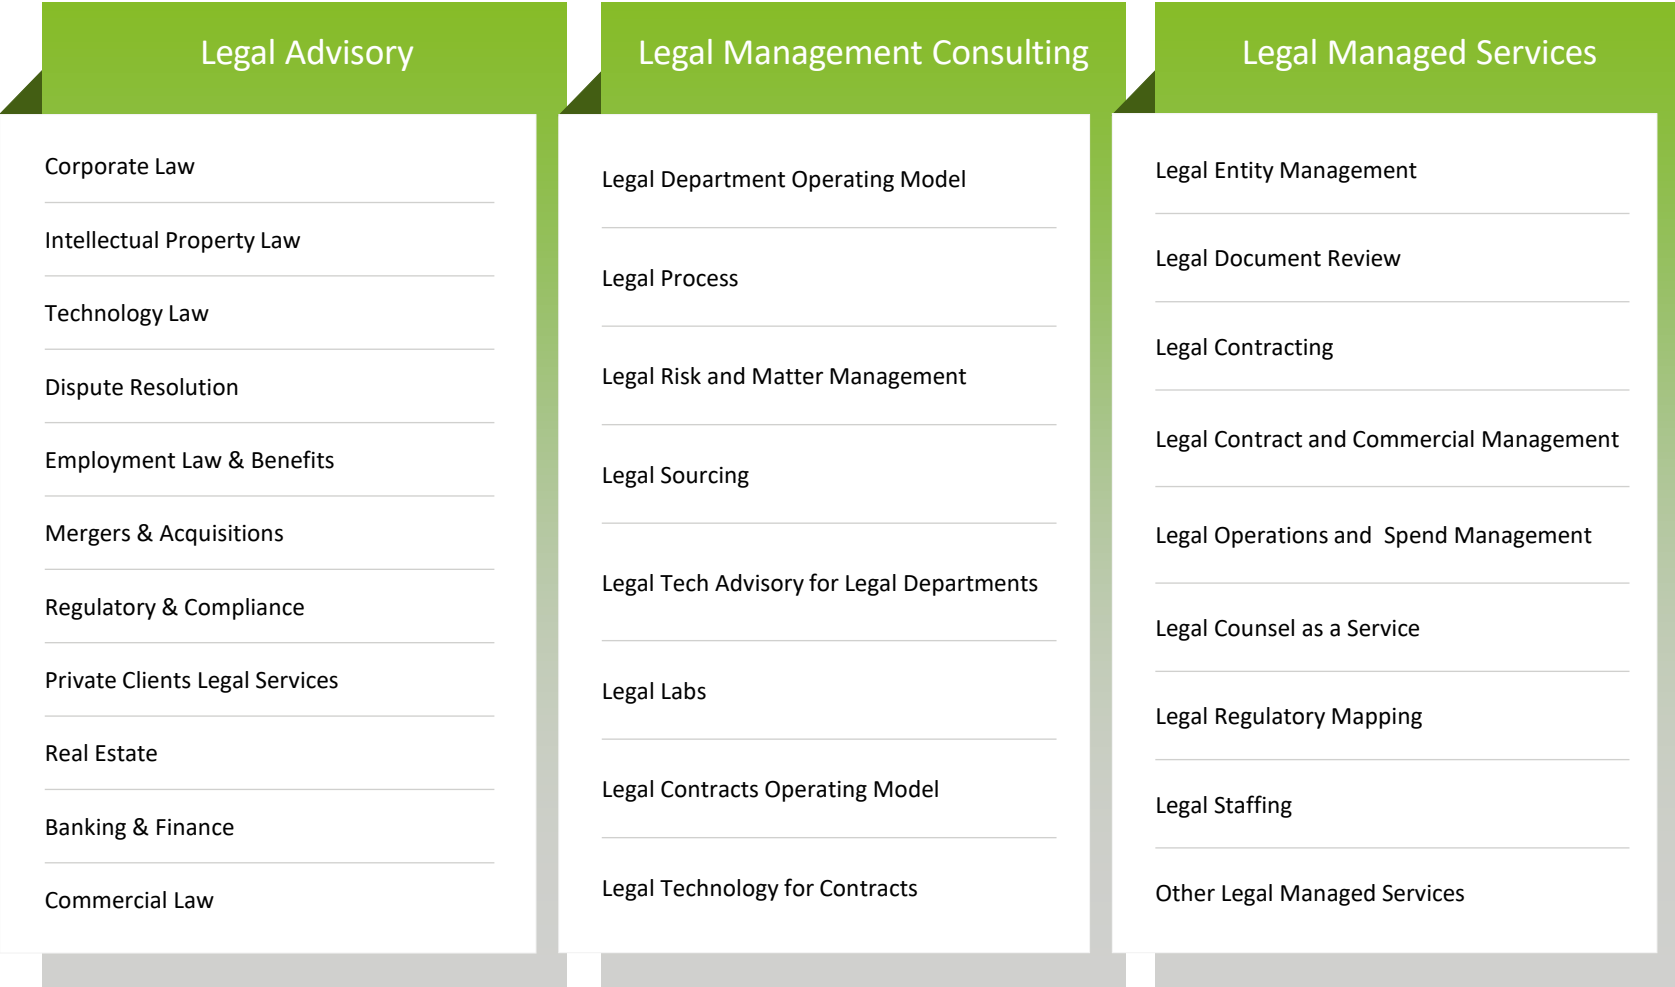 Legal Advisory
Corporate Law
Intellectual Property Law
Technology Law
Dispute Resolution
Employment Law & Benefits
Mergers & Acquisitions
Regulatory & Compliance
Private Clients Legal Services
Real Estate
Banking & Finance
Commercial Law
Legal Management Consulting
Legal Department Operating Model
Legal Process
Legal Risk and Matter Management
Legal Sourcing
Legal Tech Advisory for Legal Departments
Legal Labs
Legal Contracts Operating Model
Legal Technology for Contracts
Legal Managed Services
Legal Entity Management
Legal Document Review
Legal Contracting
Legal Contract and Commercial Management
Legal Operations and  Spend Management
Legal Counsel as a Service
Legal Regulatory Mapping
Legal Staffing
Other Legal Managed Services